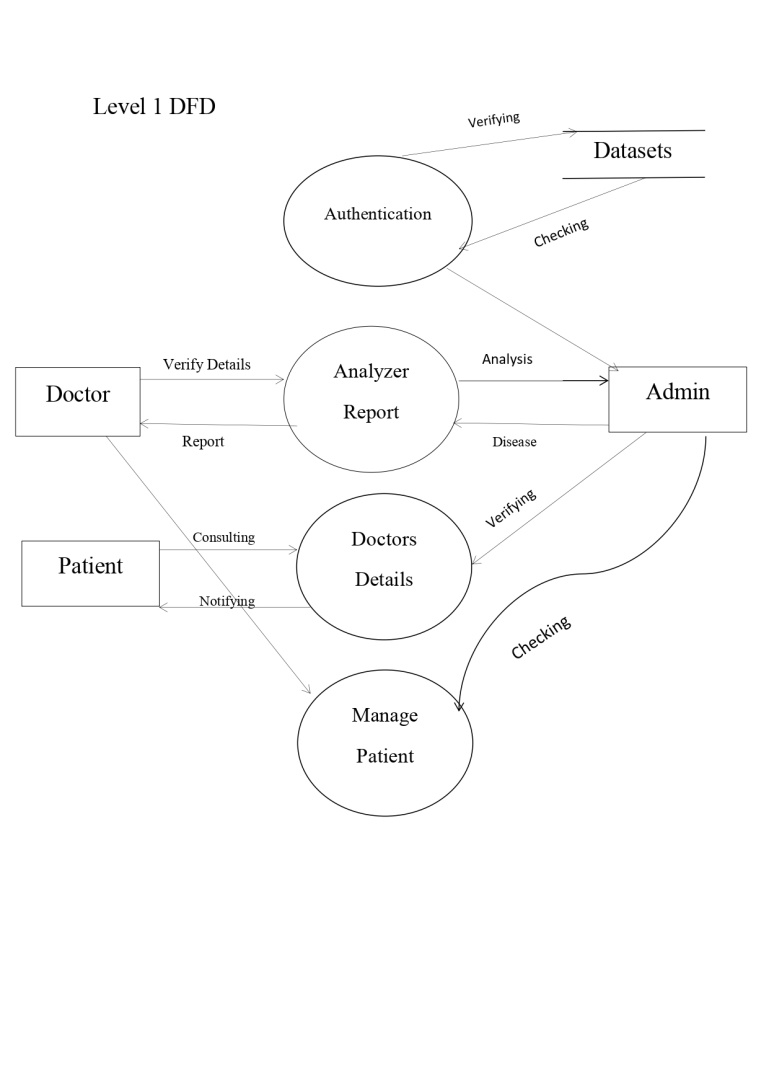 Level 1 DFD
Verifying
Datasets
Authentication
Checking
Verify Details
Analyzer
Report
Analysis
Doctor
Admin
Report
Disease
Verifying
Consulting
Doctors
Details
Patient
Notifying
Checking
Manage
Patient